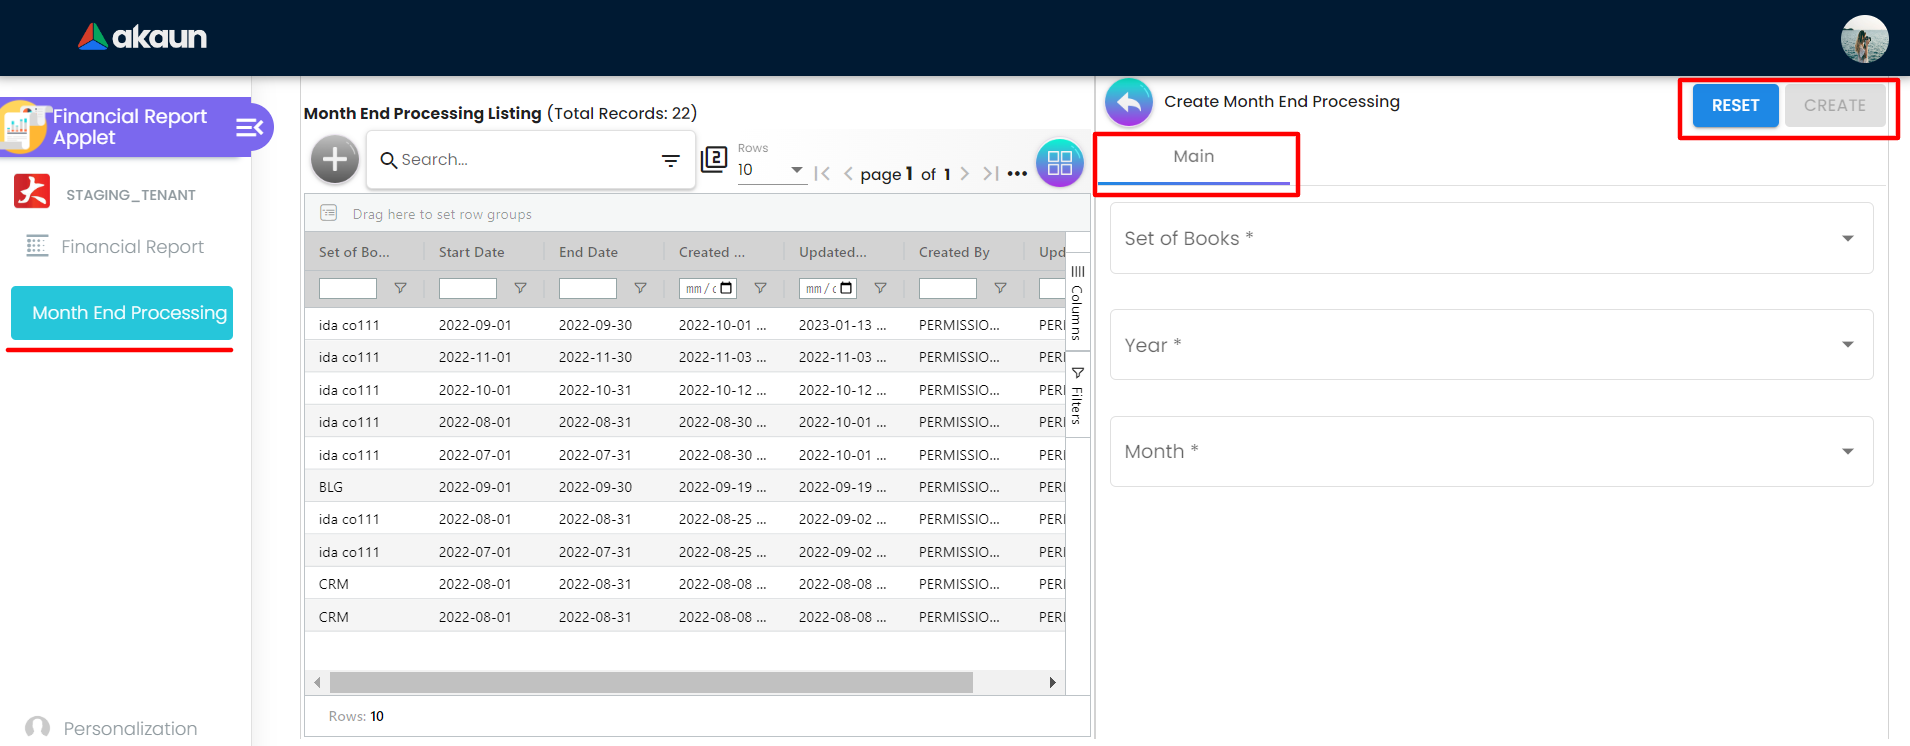 akaun
Financial Report
Applet
STAGING_TENANT
Financial Report
Month End Processing
Personalization
Month End Processing Listing (Total Records: 22)
Search...
2
Rows
10
page 1 of 1
Drag here to set row groups
Set of Bo... Start Date End Date Created ... Updated... Created By Upd
mm/d mm/d
ida co111 2022-09-01 2022-09-30 2022-10-01 ... 2023-01-13 ... PERMISSIO... PERI
ida co111 2022-11-01 2022-11-30 2022-11-03 ... 2022-11-03 ... PERMISSIO... PERI
ida co111 2022-10-01 2022-10-31 2022-10-12 ... 2022-10-12 ... PERMISSIO... PERI
ida co111 2022-08-01 2022-08-31 2022-08-30 ... 2022-10-01 ... PERMISSIO... PERI
ida co111 2022-07-01 2022-07-31 2022-08-30 ... 2022-10-01 ... PERMISSIO... PERI
BLG 2022-09-01 2022-09-30 2022-09-19 ... 2022-09-19 ... PERMISSIO... PERI
ida co111 2022-08-01 2022-08-31 2022-08-25 ... 2022-09-02 ... PERMISSIO... PERI
ida co111 2022-07-01 2022-07-31 2022-08-25 ... 2022-09-02 ... PERMISSIO... PERI
CRM 2022-08-01 2022-08-31 2022-08-08 ... 2022-08-08 ... PERMISSIO... PERI
CRM 2022-08-01 2022-08-31 2022-08-08 ... 2022-08-08 ... PERMISSIO... PERI
Columns
Filters
Rows: 10
Create Month End Processing
RESET
CREATE
Main
Set of Books *
Year *
Month *